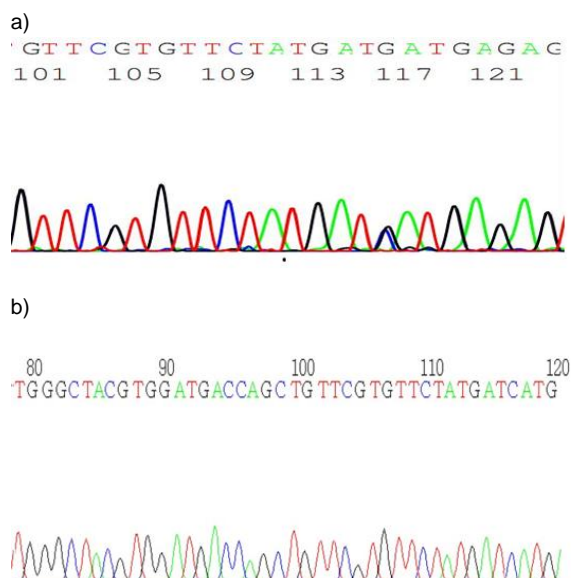 a)
GTTCGTGTTCTATGATGATGAGAG
101 105 109 113 117 121
b)
80 90 100 110 120
TGGGCTACGTGGATGACCAGCTGTTCGTGTTCTATGATCATG